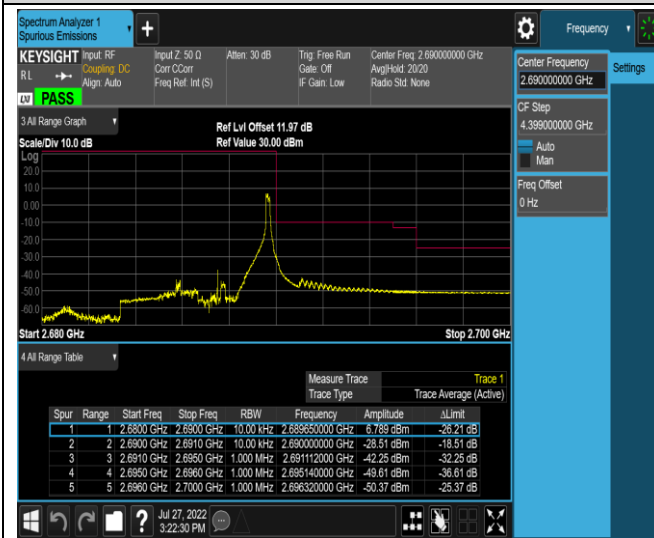 Spectrum Analyzer 1
Spurious Emissions
Frequency
KEYSIGHT
RL
Input: RF
Coupling: DC
Align: Auto
Input Z: 50 Ω
Corr CCorr
Freq Ref: Int (S)
Atten: 30 dB
Trig: Free Run
Gate: Off
IF Gain: Low
Center Freq: 2.690000000 GHz
Avg|Hold: 20/20
Radio Std: None
LXI PASS
3 All Range Graph
Scale/Div 10.0 dB
Ref Lvl Offset 11.97 dB
Ref Value 30.00 dBm
Log
20.0
10.0
0.00
-10.0
-20.0
-30.0
-40.0
-50.0
-60.0
Start 2.680 GHz
Stop 2.700 GHz
4 All Range Table
Measure Trace Trace 1
Trace Type Trace Average (Active)
Spur Range Start Freq Stop Freq RBW Frequency Amplitude ΔLimit
1 1 2.6800 GHz 2.6900 GHz 10.00 kHz 2.689650000 GHz 6.789 dBm -26.21 dB
2 2 2.6900 GHz 2.6910 GHz 10.00 kHz 2.690000000 GHz -28.51 dBm -18.51 dB
3 3 2.6910 GHz 2.6950 GHz 1.000 MHz 2.691112000 GHz -42.25 dBm -32.25 dB
4 4 2.6950 GHz 2.6960 GHz 1.000 MHz 2.695140000 GHz -49.61 dBm -36.61 dB
5 5 2.6960 GHz 2.7000 GHz 1.000 MHz 2.696320000 GHz -50.37 dBm -25.37 dB
Center Frequency
2.690000000 GHz
Settings
CF Step
4.399000000 GHz
Auto
Man
Freq Offset
0 Hz
Jul 27, 2022
3:22:30 PM